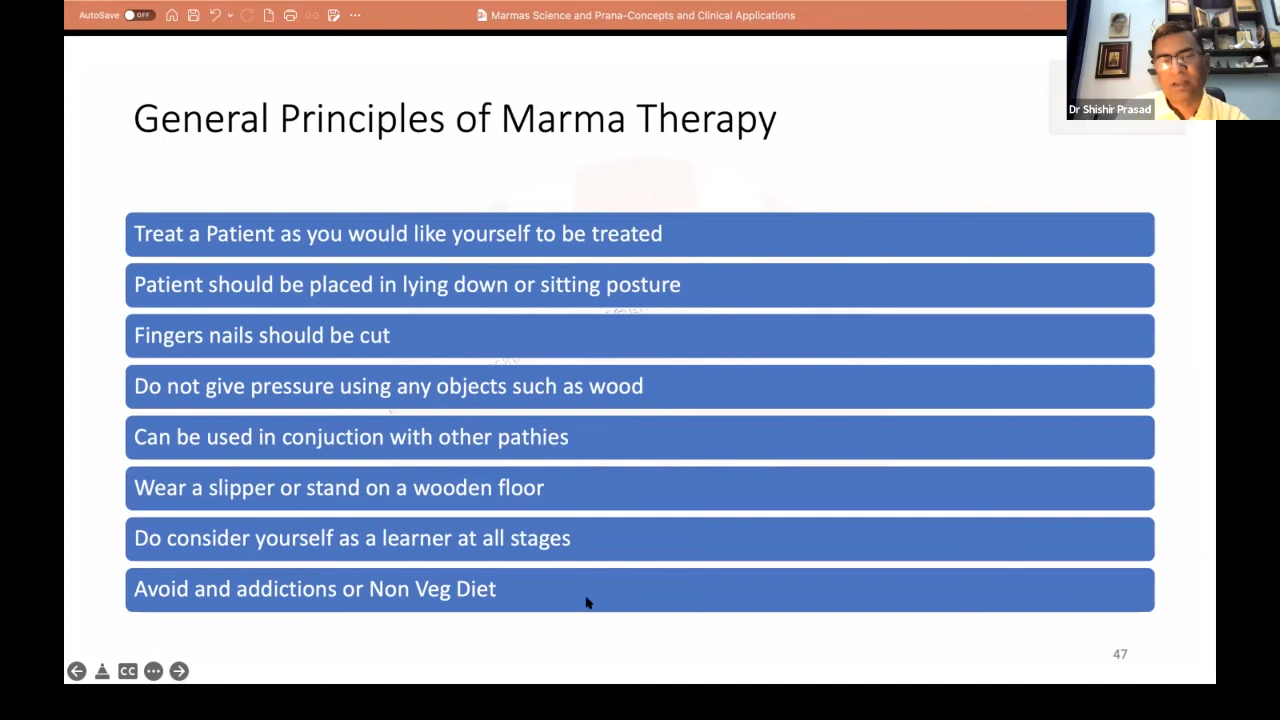 AutoSave OFF
Marmas Science and Prana-Concepts and Clinical Applications
Dr Shishir Prasad
General Principles of Marma Therapy
Treat a Patient as you would like yourself to be treated
Patient should be placed in lying down or sitting posture
Fingers nails should be cut
Do not give pressure using any objects such as wood
Can be used in conjuction with other pathies
Wear a slipper or stand on a wooden floor
Do consider yourself as a learner at all stages
Avoid and addictions or Non Veg Diet
47
CC